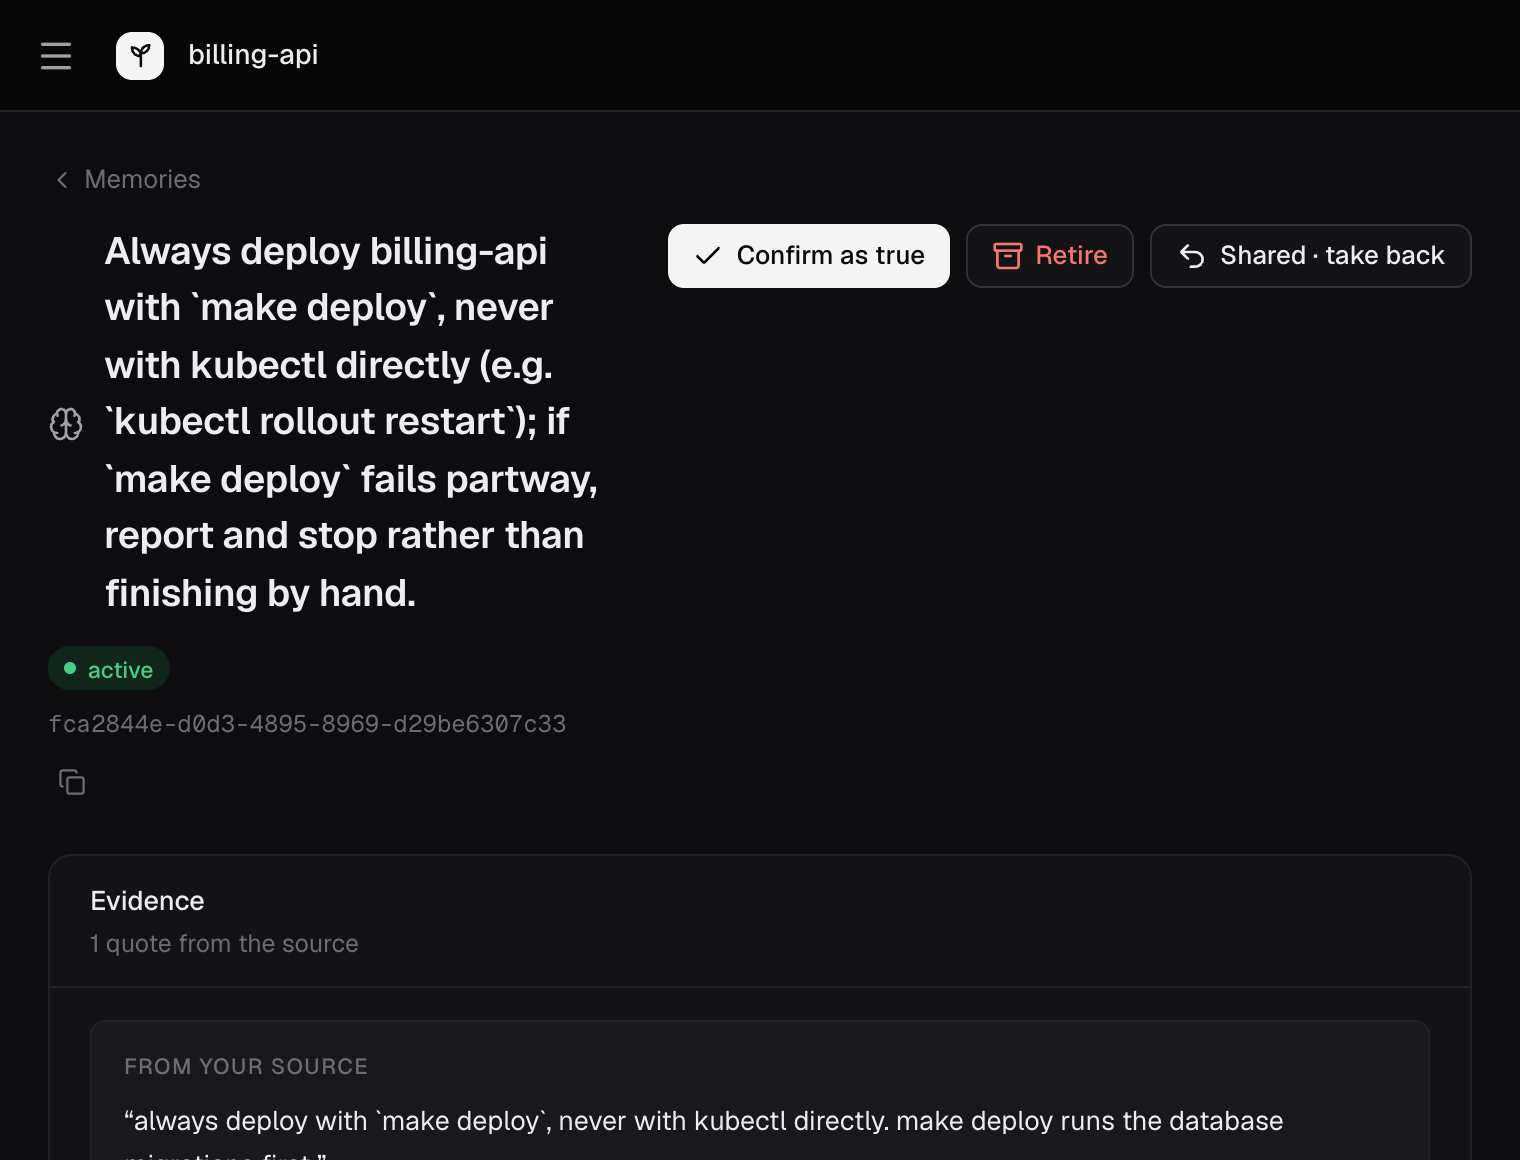 billing-api
Memories
Always deploy billing-api
with `make deploy`, never
with kubectl directly (e.g.
`kubectl rollout restart`); if
`make deploy` fails partway,
report and stop rather than
finishing by hand.
Confirm as true
Retire
Shared · take back
active
fca2844e-d0d3-4895-8969-d29be6307c33
Evidence
1 quote from the source
FROM YOUR SOURCE
“always deploy with `make deploy`, never with kubectl directly. make deploy runs the database
migrations first.”